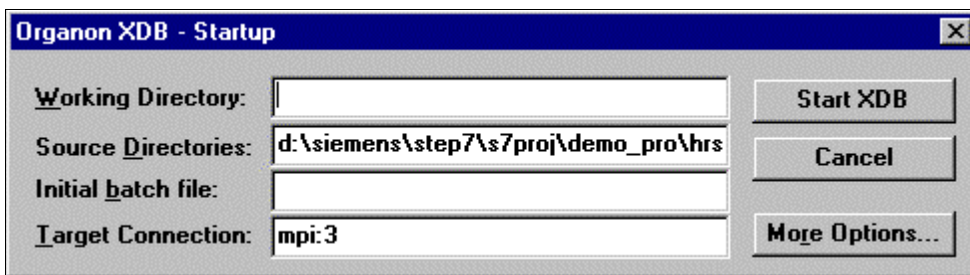 Organon XDB - Startup
Working Directory:
Start XDB
Source Directories: d:\siemens\step7\s7proj\demo_pro\hrs
Cancel
Initial batch file:
Target Connection: mpi:3
More Options...